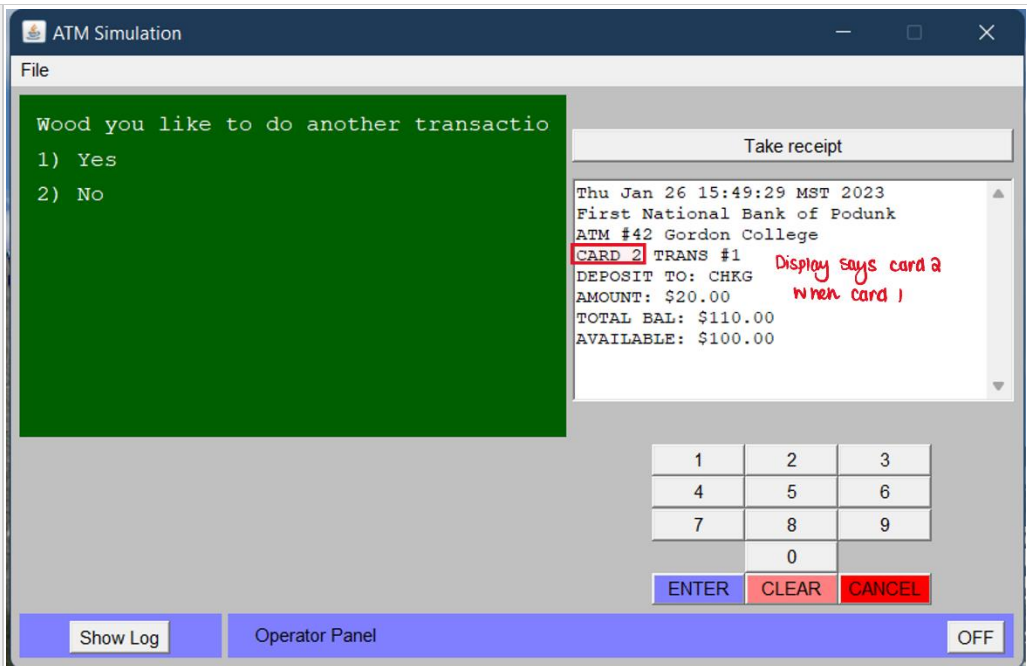 ATM Simulation
File
Wood you like to do another transactio
1) Yes
2) No
Take receipt
Thu Jan 26 15:49:29 MST 2023
First National Bank of Podunk
ATM #42 Gordon College
CARD 2 TRANS #1
DEPOSIT TO: CHKG
AMOUNT: $20.00
TOTAL BAL: $110.00
AVAILABLE: $100.00
Display says card 2
when card 1
1 2 3
4 5 6
7 8 9
0
ENTER CLEAR CANCEL
Show Log Operator Panel OFF